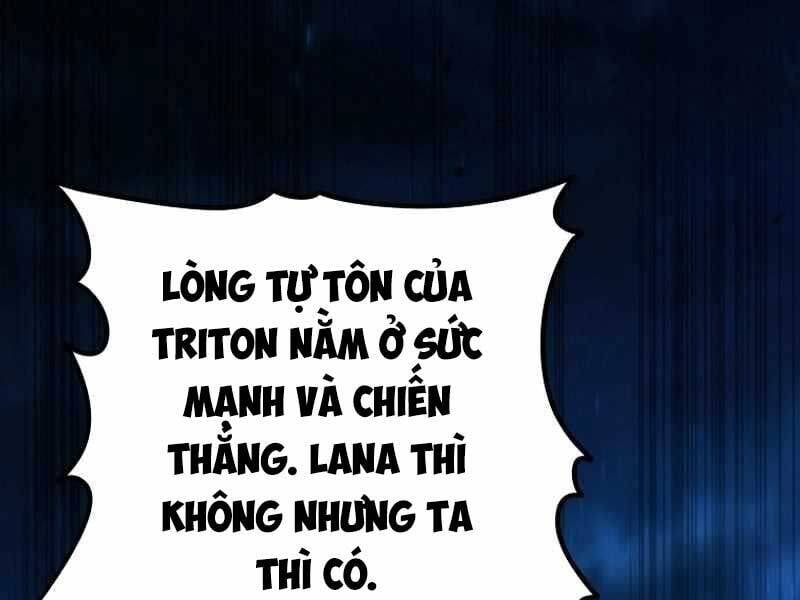 LÒNG TỰ TÔN CỦA
TRITON NẰM Ở SỨC
MẠNH VÀ CHIẾN
THẮNG. LANA THÌ
KHÔNG NHƯNG TA
THÌ CÓ.